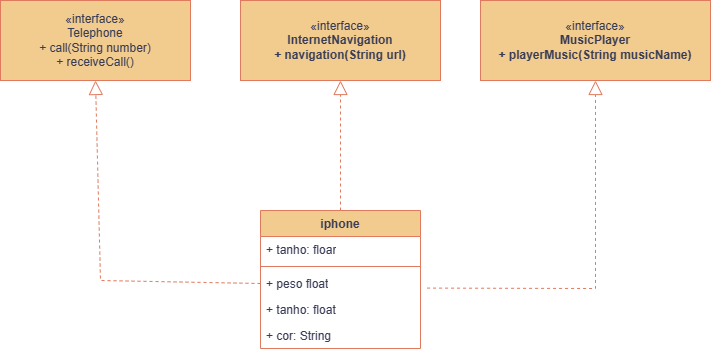 «interface»
Telephone
+ call(String number)
+ receiveCall()
«interface»
InternetNavigation
+ navigation(String url)
«interface»
MusicPlayer
+ playerMusic(String musicName)
iphone
+ tanho: floar
+ peso float
+ tanho: float
+ cor: String